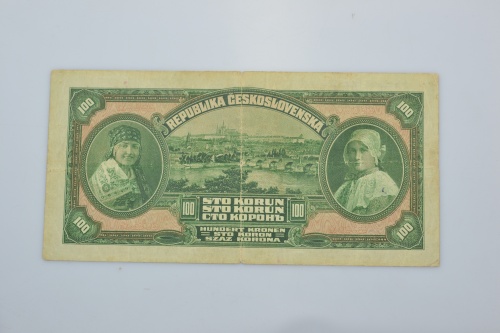 100 100
REPUBLIKA ČESKOSLOVENSKA
100 STO KORUN 100
STO KORUN
СТО КОРОНЬ
HUNDERT KRONEN
STO KORON
SZÁZ KORONA
100 100